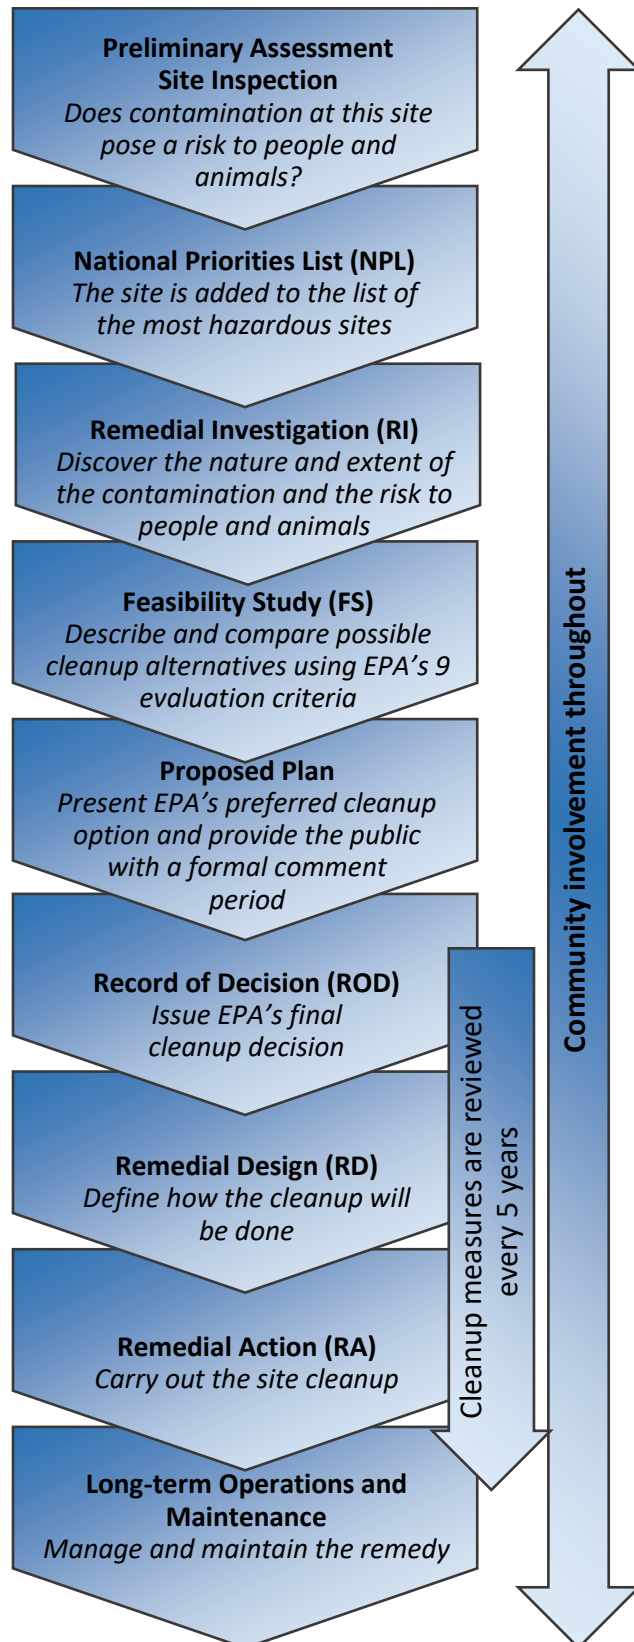 Preliminary Assessment
Site Inspection
Does contamination at this site
pose a risk to people and
animals?
National Priorities List (NPL)
The site is added to the list of
the most hazardous sites
Remedial Investigation (RI)
Discover the nature and extent of
the contamination and the risk to
people and animals
Feasibility Study (FS)
Describe and compare possible
cleanup alternatives using EPA’s 9
evaluation criteria
Proposed Plan
Present EPA’s preferred cleanup
option and provide the public
with a formal comment
period
Record of Decision (ROD)
Issue EPA’s final
cleanup decision
Remedial Design (RD)
Define how the cleanup will
be done
Remedial Action (RA)
Carry out the site cleanup
Long-term Operations and
Maintenance
Manage and maintain the remedy
Cleanup measures are reviewed
every 5 years
Community involvement throughout